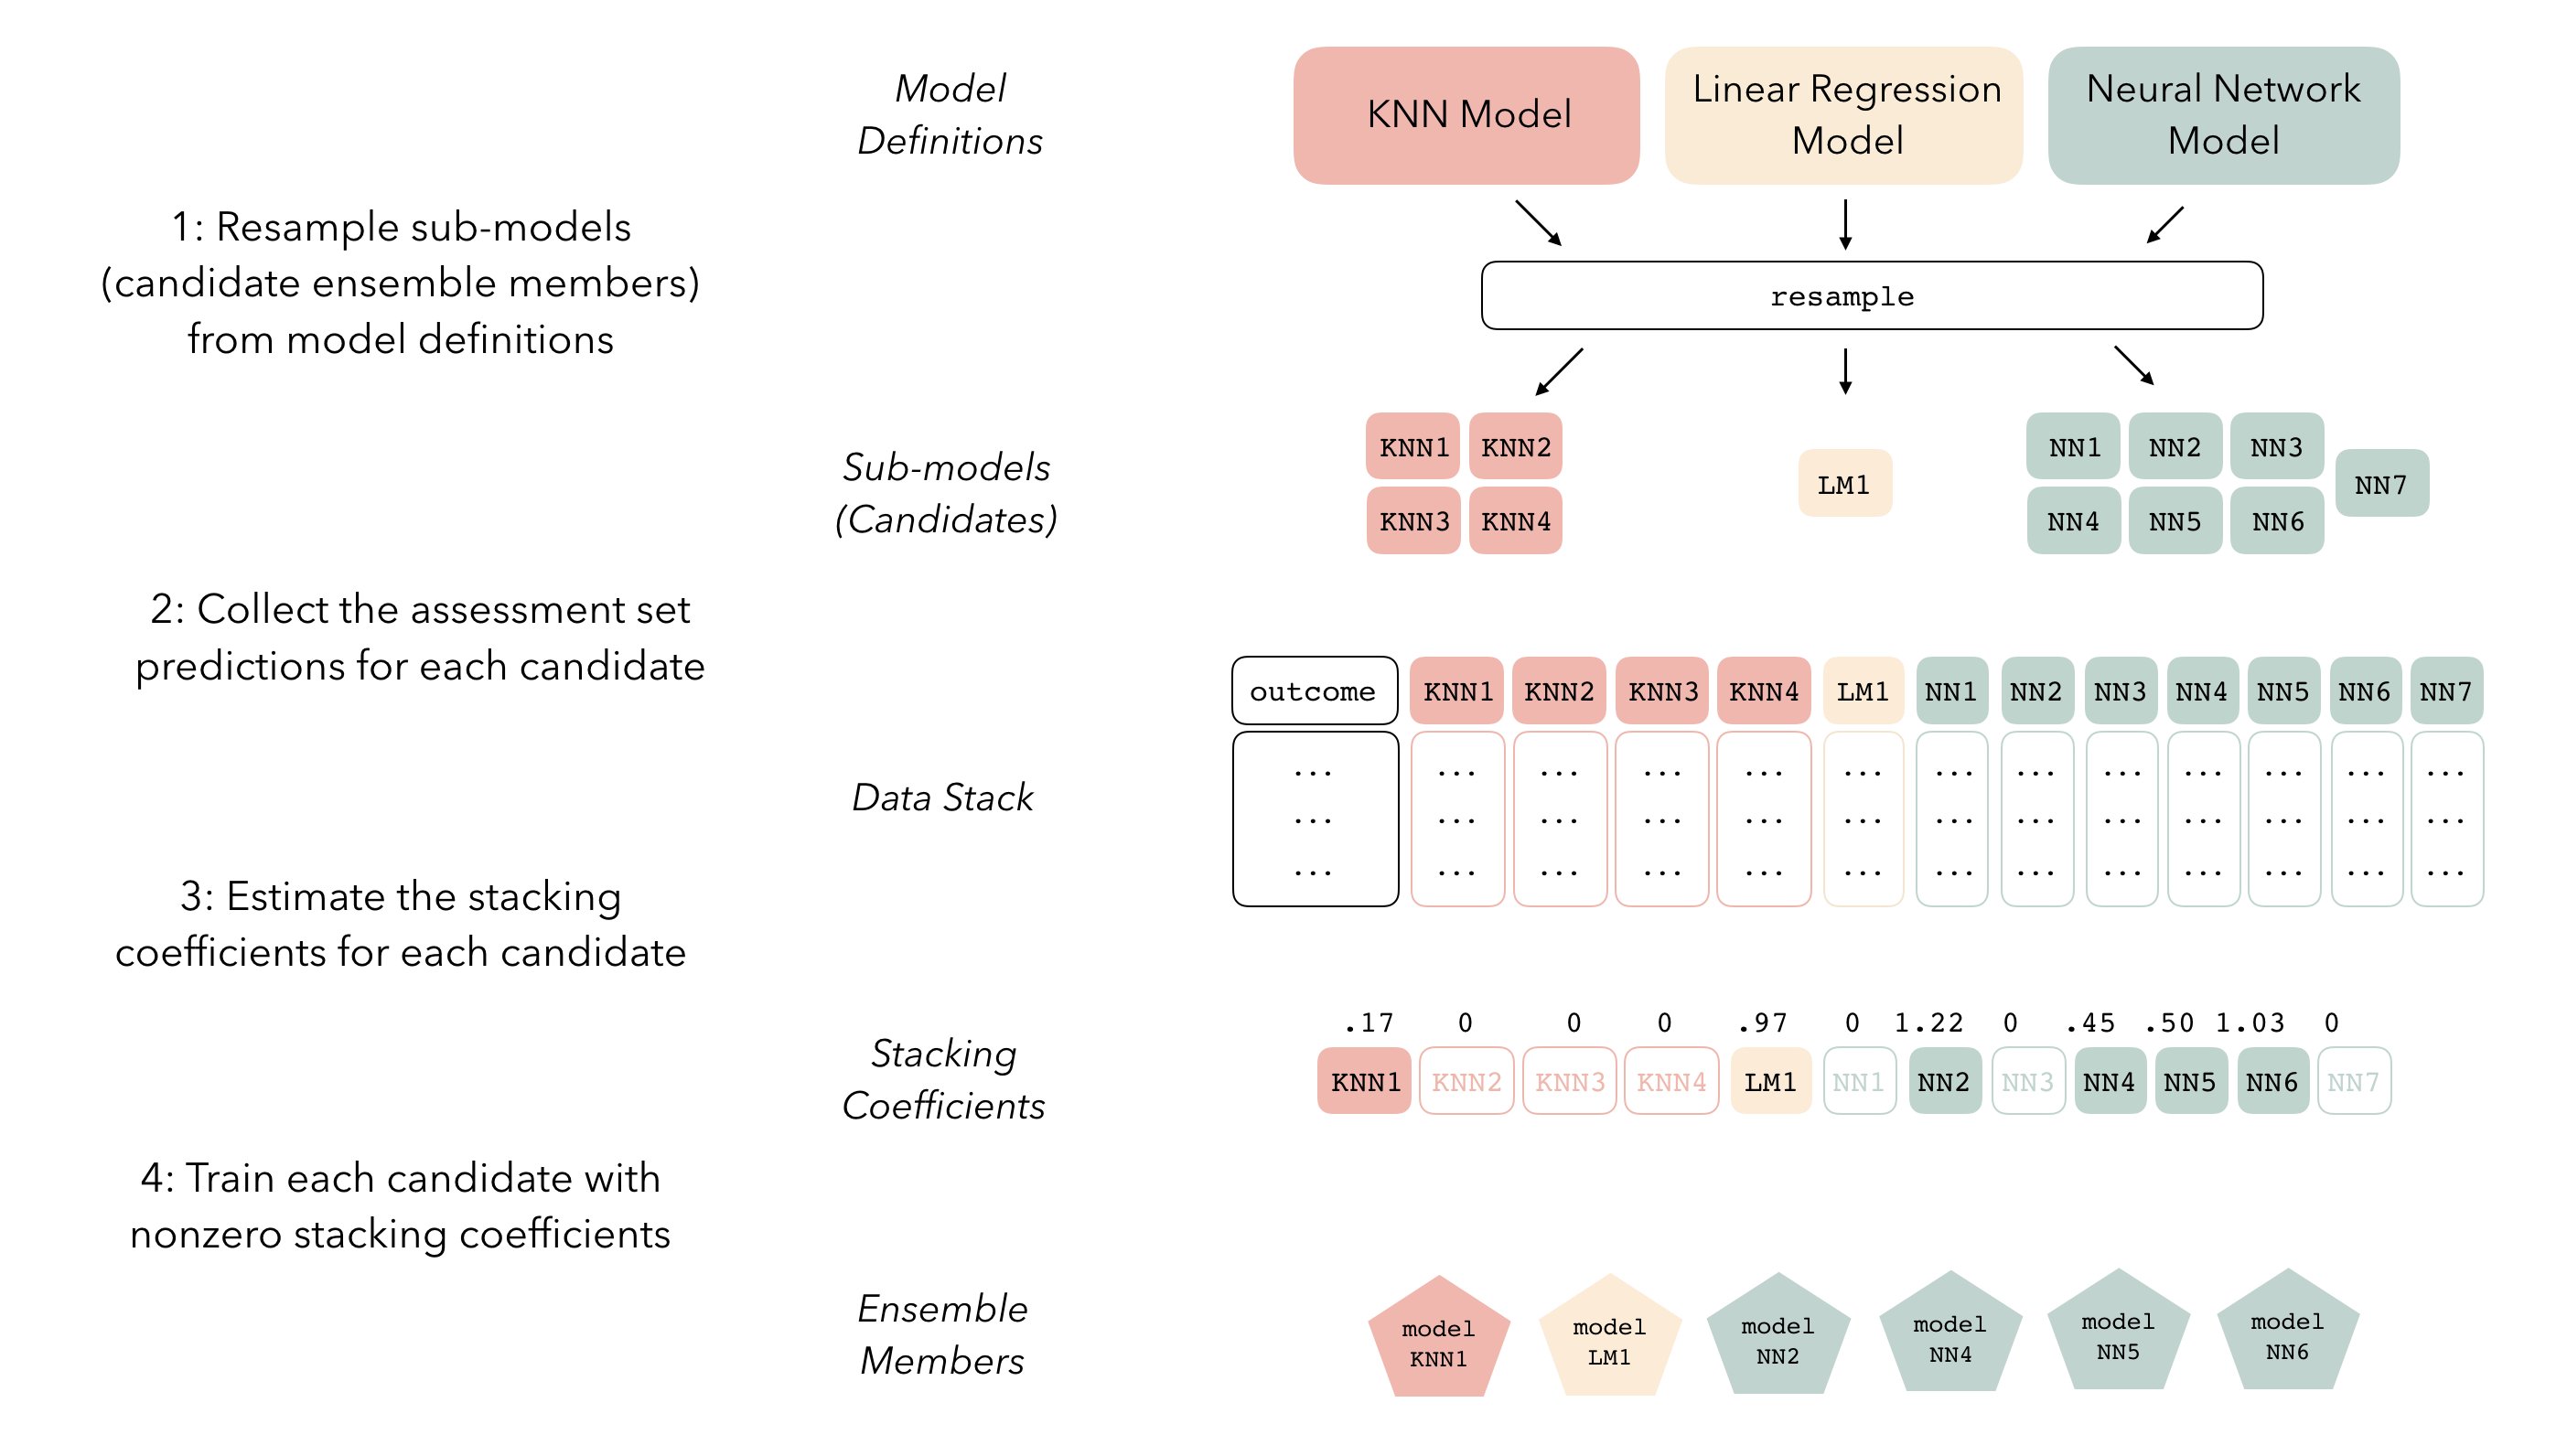 Model
Definitions
KNN Model
Linear Regression
Model
Neural Network
Model
1: Resample sub-models
(candidate ensemble members)
from model definitions
resample
Sub-models
(Candidates)
KNN1 KNN2
KNN3 KNN4
LM1
NN1 NN2 NN3
NN4 NN5 NN6
NN7
2: Collect the assessment set
predictions for each candidate
outcome KNN1 KNN2 KNN3 KNN4 LM1 NN1 NN2 NN3 NN4 NN5 NN6 NN7
... ... ... ... ... ... ... ... ... ... ... ... ...
... ... ... ... ... ... ... ... ... ... ... ... ...
... ... ... ... ... ... ... ... ... ... ... ... ...
Data Stack
3: Estimate the stacking
coefficients for each candidate
Stacking
Coefficients
.17 0 0 0 .97 0 1.22 0 .45 .50 1.03 0
KNN1 KNN2 KNN3 KNN4 LM1 NN1 NN2 NN3 NN4 NN5 NN6 NN7
4: Train each candidate with
nonzero stacking coefficients
Ensemble
Members
model
KNN1
model
LM1
model
NN2
model
NN4
model
NN5
model
NN6